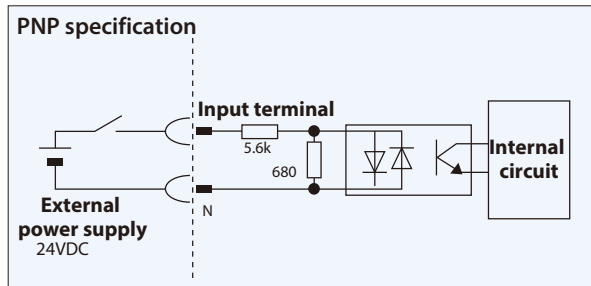 PNP specification
Input terminal
5.6k
680
Internal
circuit
N
External
power supply
24VDC